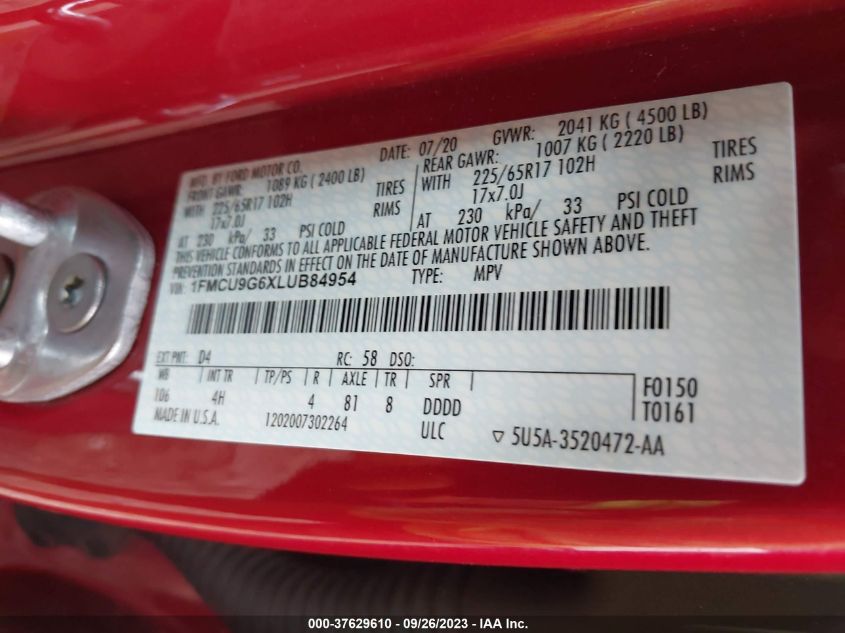 MFD. BY FORD MOTOR CO. DATE: 07/20 GVWR: 2041 KG ( 4500 LB)
FRONT GAWR: 1089 KG ( 2400 LB) REAR GAWR: 1007 KG ( 2220 LB)
WITH 225/65R17 102H TIRES WITH 225/65R17 102H TIRES
17x7.0J RIMS 17x7.0J RIMS
AT 230 kPa/ 33 PSI COLD AT 230 kPa/ 33 PSI COLD
THIS VEHICLE CONFORMS TO ALL APPLICABLE FEDERAL MOTOR VEHICLE SAFETY AND THEFT
PREVENTION STANDARDS IN EFFECT ON THE DATE OF MANUFACTURE SHOWN ABOVE.
VIN: 1FMCU9G6XLUB84954 TYPE: MPV
EXT PNT: D4 RC: 58 DSO:
WB INT TR TP/PS R AXLE TR SPR F0150
106 4H 4 81 8 DDDD T0161
MADE IN U.S.A. 1202007302264 ULC 5U5A-3520472-AA
000-37629610 - 09/26/2023 - IAA Inc.